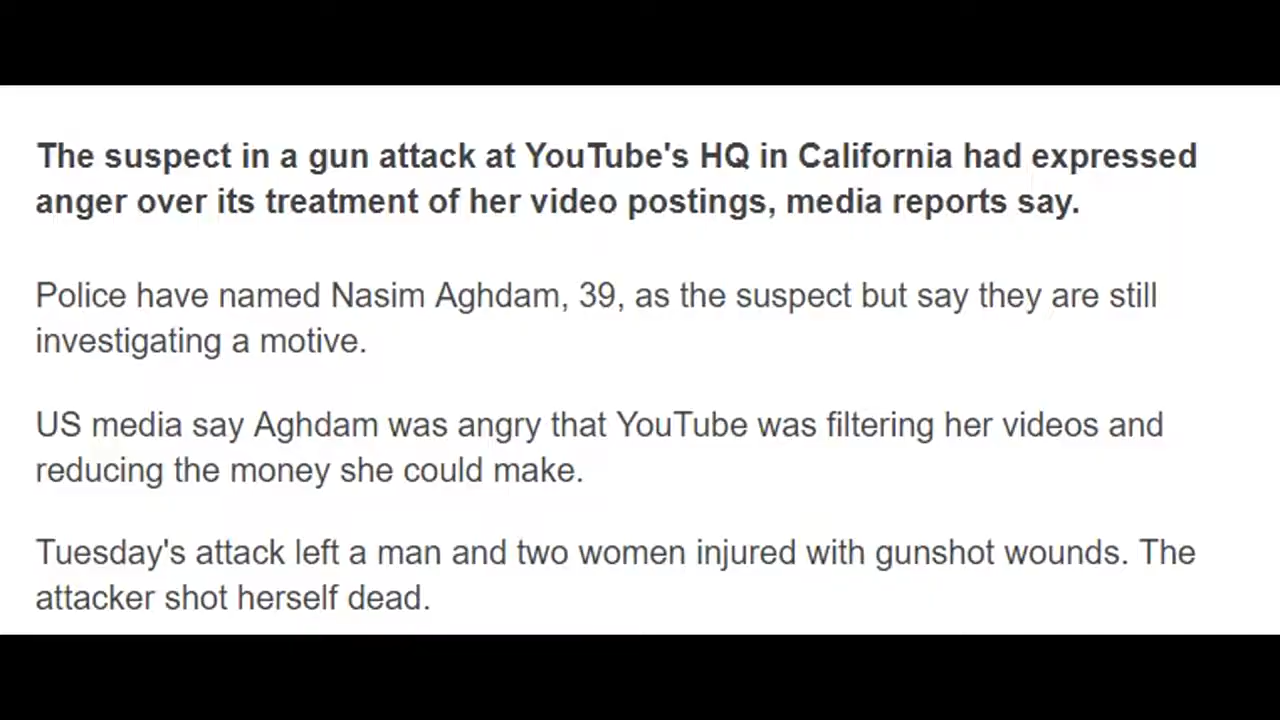 The suspect in a gun attack at YouTube's HQ in California had expressed
anger over its treatment of her video postings, media reports say.
Police have named Nasim Aghdam, 39, as the suspect but say they are still
investigating a motive.
US media say Aghdam was angry that YouTube was filtering her videos and
reducing the money she could make.
Tuesday's attack left a man and two women injured with gunshot wounds. The
attacker shot herself dead.